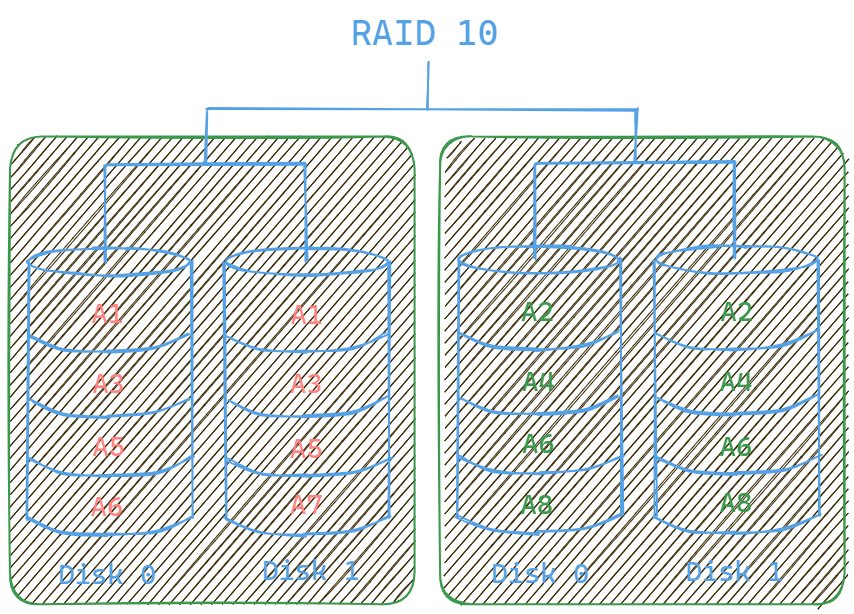 RAID 10
A1 A1 A2 A2
A3 A3 A4 A4
A5 A5 A6 A6
A6 A7 A8 A8
Disk 0 Disk 1 Disk 0 Disk 1